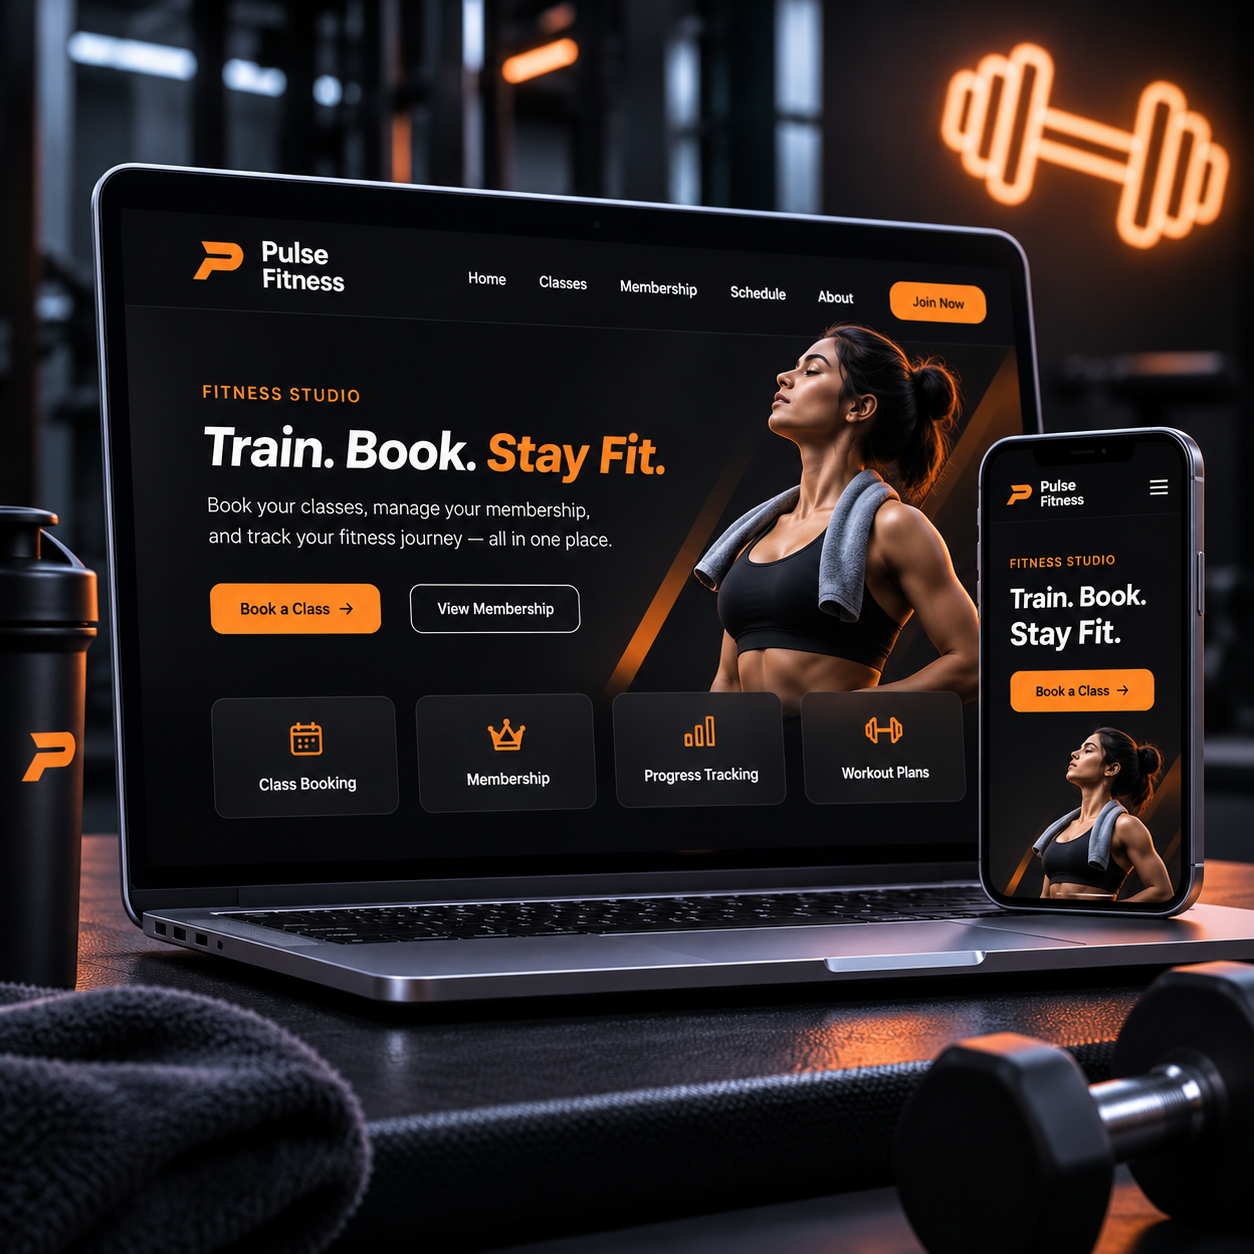 Pulse
Fitness
Home
Classes
Membership
Schedule
About
Join Now
FITNESS STUDIO
Train. Book. Stay Fit.
Book your classes, manage your membership,
and track your fitness journey — all in one place.
Book a Class →
View Membership
Class Booking
Membership
Progress Tracking
Workout Plans
Pulse
Fitness
FITNESS STUDIO
Train. Book.
Stay Fit.
Book a Class →